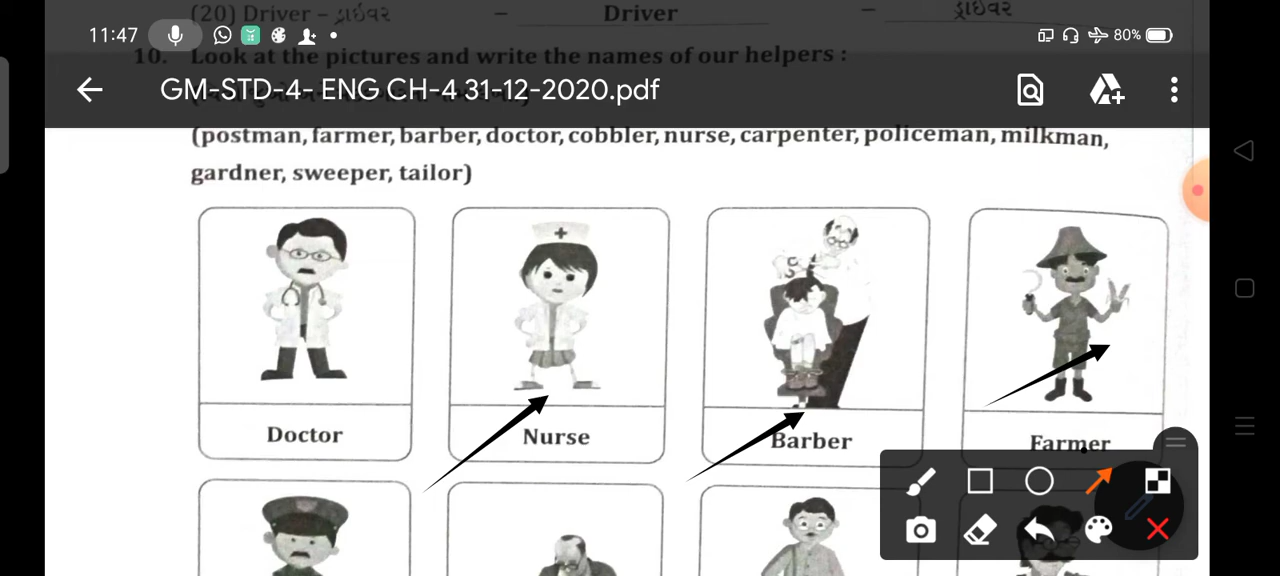 (20) Driver – ડ્રાઇવર – Driver – ડ્રાઇવર
11:47
80%
10. Look at the pictures and write the names of our helpers :
GM-STD-4- ENG CH-4 31-12-2020.pdf
(postman, farmer, barber, doctor, cobbler, nurse, carpenter, policeman, milkman,
gardner, sweeper, tailor)
Doctor
Nurse
Barber
Farmer